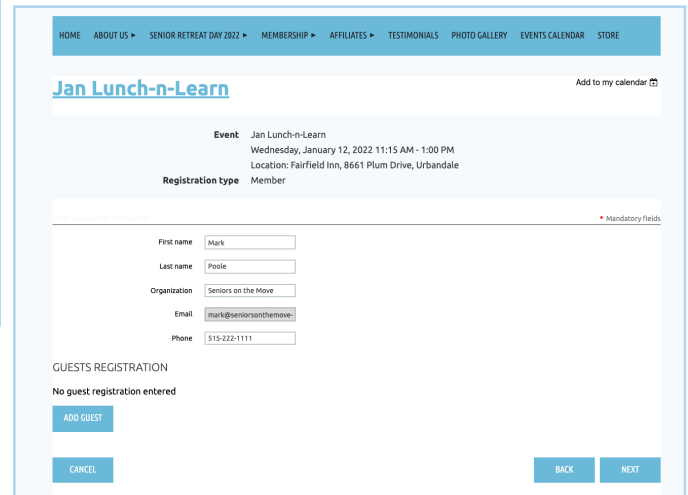 HOME ABOUT US ► SENIOR RETREAT DAY 2022 ► MEMBERSHIP ► AFFILIATES ► TESTIMONIALS PHOTO GALLERY EVENTS CALENDAR STORE
Jan Lunch-n-Learn
Add to my calendar
Event Jan Lunch-n-Learn
Wednesday, January 12, 2022 11:15 AM - 1:00 PM
Location: Fairfield Inn, 8661 Plum Drive, Urbandale
Registration type Member
* Mandatory fields
First name Mark
Last name Poole
Organization Seniors on the Move
Email mark@seniorsonthemove-
Phone 515-222-1111
GUESTS REGISTRATION
No guest registration entered
ADD GUEST
CANCEL BACK NEXT